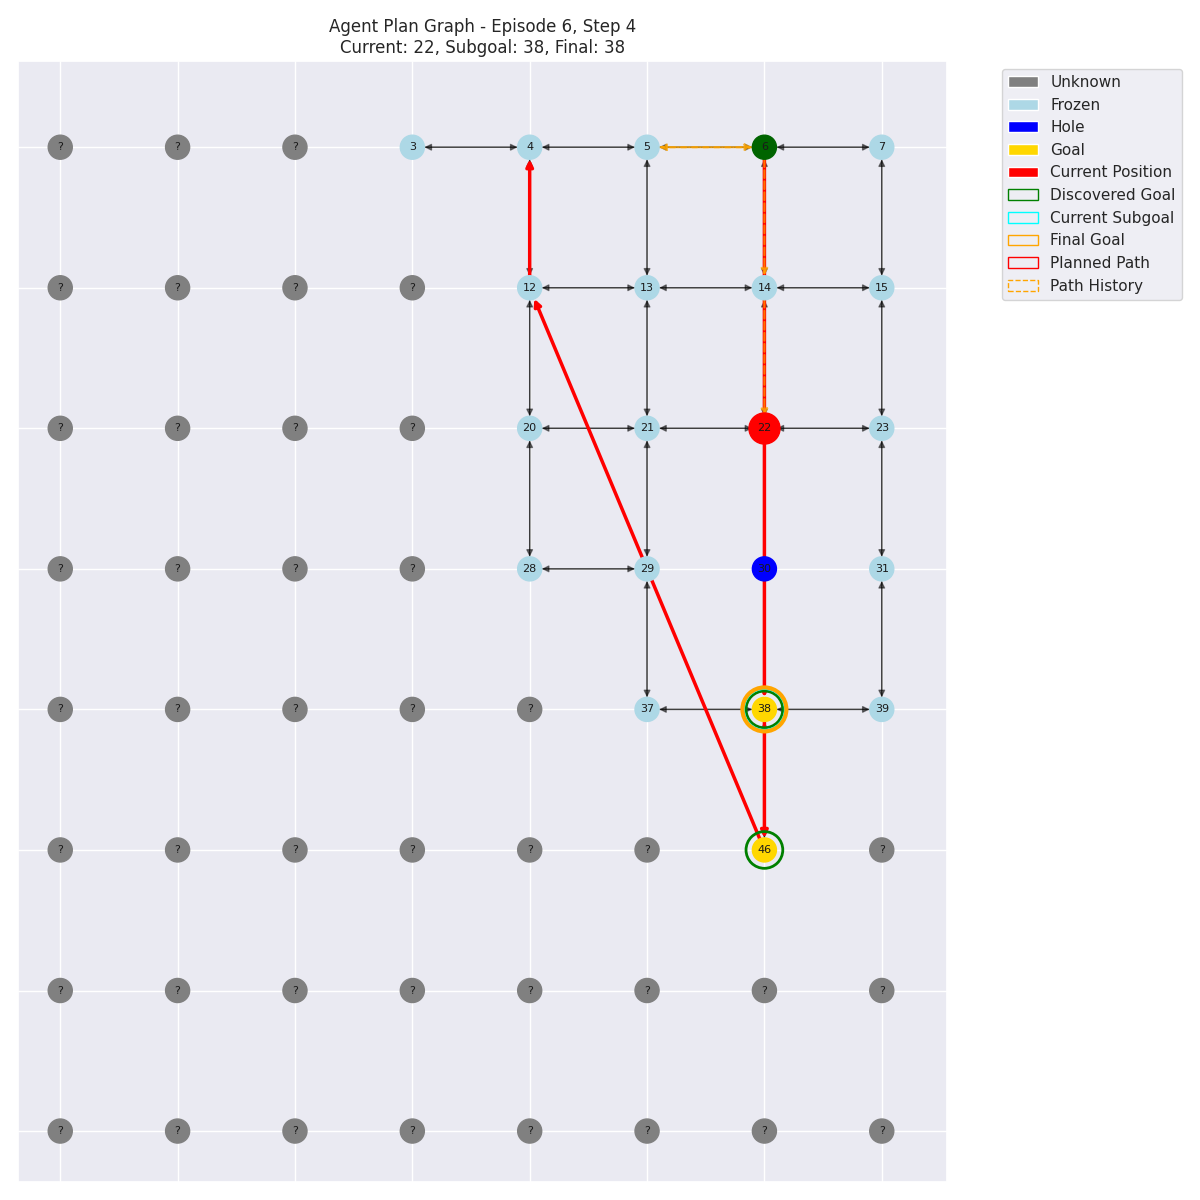 Agent Plan Graph - Episode 6, Step 4
Current: 22, Subgoal: 38, Final: 38
? ? ? 3 4 5 6 7
? ? ? ? 12 13 14 15
? ? ? ? 20 21 22 23
? ? ? ? 28 29 30 31
? ? ? ? ? 37 38 39
? ? ? ? ? ? 46 ?
? ? ? ? ? ? ? ?
? ? ? ? ? ? ? ?
Unknown
Frozen
Hole
Goal
Current Position
Discovered Goal
Current Subgoal
Final Goal
Planned Path
Path History